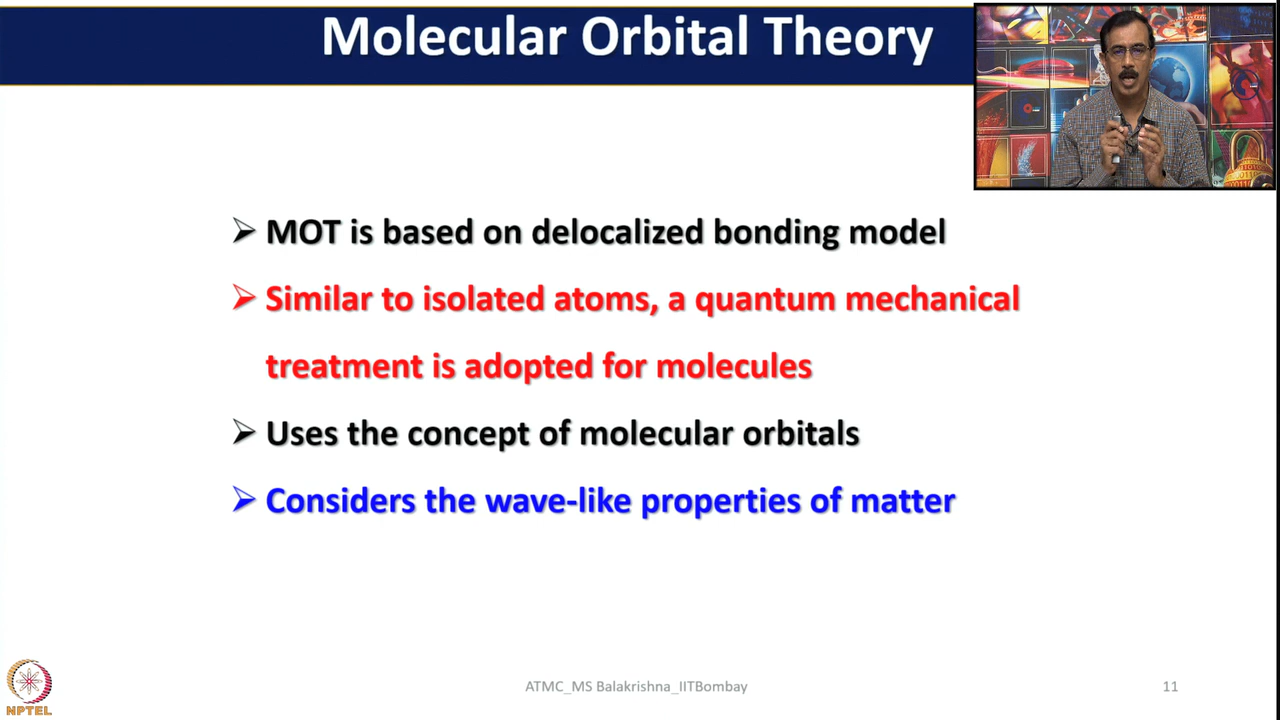 Molecular Orbital Theory
➢ MOT is based on delocalized bonding model
➢ Similar to isolated atoms, a quantum mechanical
treatment is adopted for molecules
➢ Uses the concept of molecular orbitals
➢ Considers the wave-like properties of matter
NPTEL
ATMC_MS Balakrishna_IITBombay
11